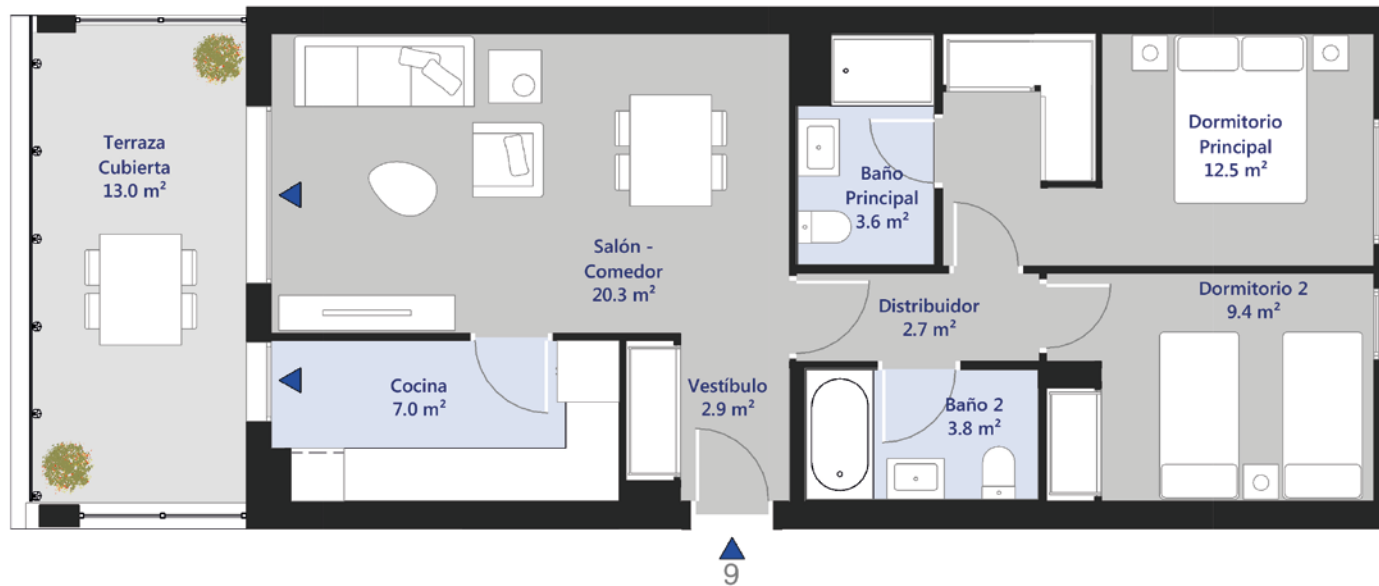 Terraza
Cubierta
13.0 m²
Salón -
Comedor
20.3 m²
Cocina
7.0 m²
Vestíbulo
2.9 m²
Baño
Principal
3.6 m²
Distribuidor
2.7 m²
Baño 2
3.8 m²
Dormitorio
Principal
12.5 m²
Dormitorio 2
9.4 m²
9